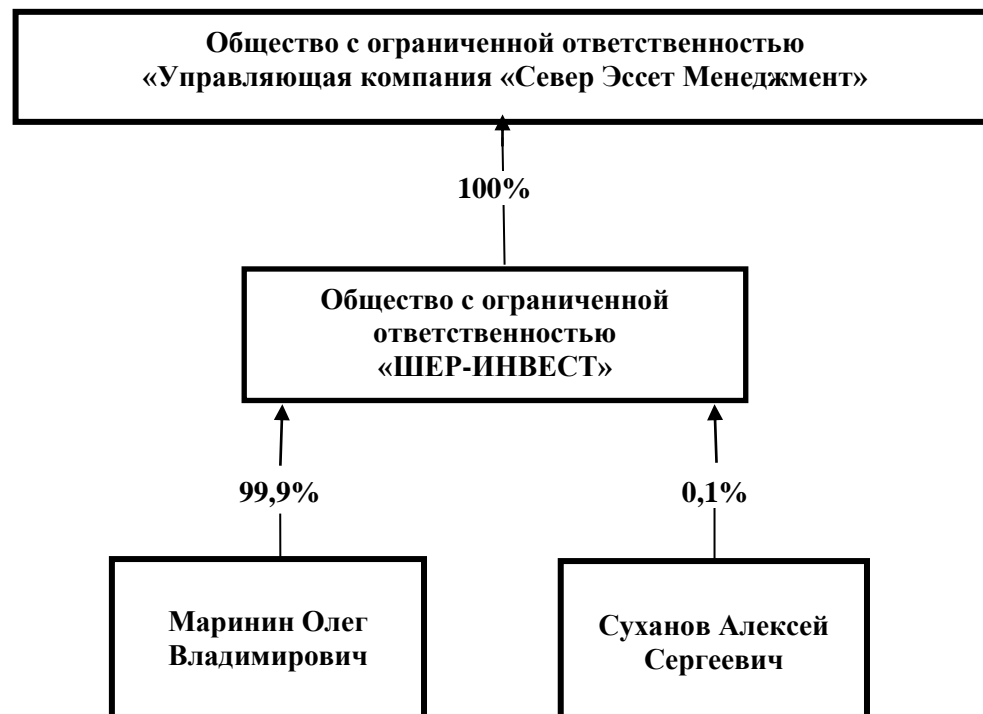 Общество с ограниченной ответственностью
«Управляющая компания «Север Эссет Менеджмент»
100%
Общество с ограниченной
ответственностью
«ШЕР-ИНВЕСТ»
99,9%
0,1%
Маринин Олег
Владимирович
Суханов Алексей
Сергеевич